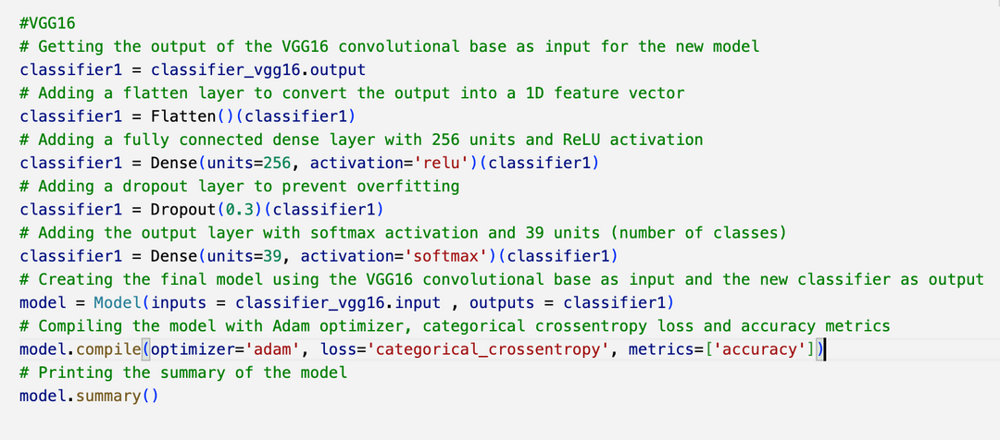 #VGG16
# Getting the output of the VGG16 convolutional base as input for the new model
classifier1 = classifier_vgg16.output
# Adding a flatten layer to convert the output into a 1D feature vector
classifier1 = Flatten()(classifier1)
# Adding a fully connected dense layer with 256 units and ReLU activation
classifier1 = Dense(units=256, activation='relu')(classifier1)
# Adding a dropout layer to prevent overfitting
classifier1 = Dropout(0.3)(classifier1)
# Adding the output layer with softmax activation and 39 units (number of classes)
classifier1 = Dense(units=39, activation='softmax')(classifier1)
# Creating the final model using the VGG16 convolutional base as input and the new classifier as output
model = Model(inputs = classifier_vgg16.input , outputs = classifier1)
# Compiling the model with Adam optimizer, categorical crossentropy loss and accuracy metrics
model.compile(optimizer='adam', loss='categorical_crossentropy', metrics=['accuracy'])
# Printing the summary of the model
model.summary()